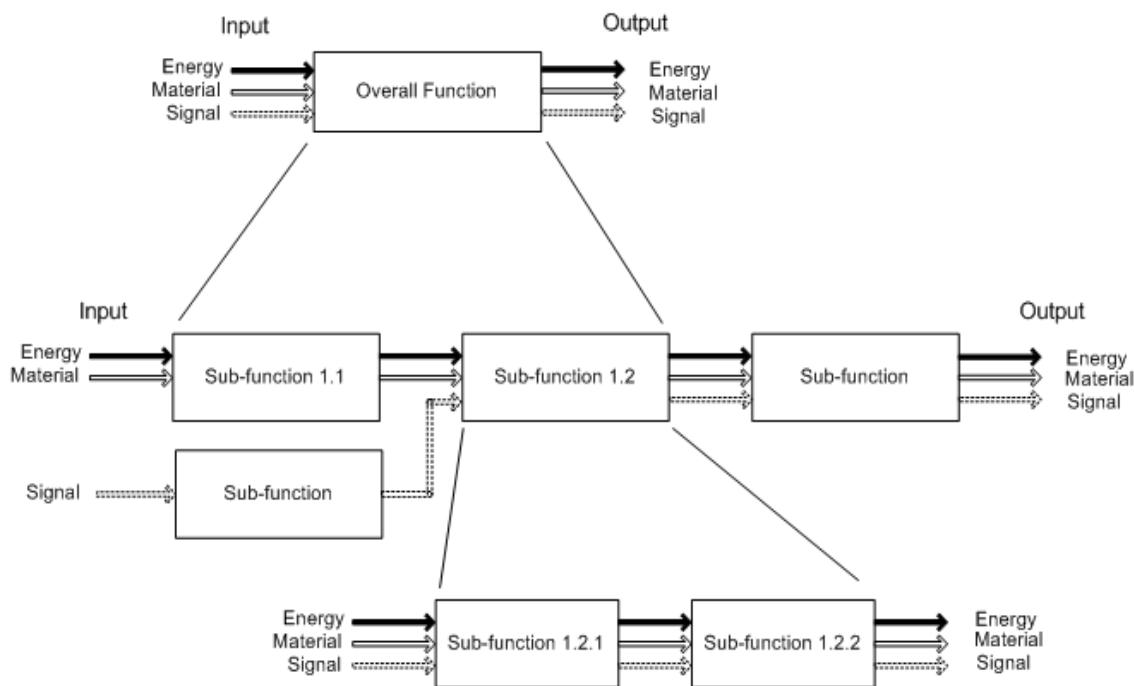 Input
Output
Energy
Material
Signal
Overall Function
Energy
Material
Signal
Input
Output
Energy
Material
Sub-function 1.1
Sub-function 1.2
Sub-function
Energy
Material
Signal
Signal
Sub-function
Energy
Material
Signal
Sub-function 1.2.1
Sub-function 1.2.2
Energy
Material
Signal